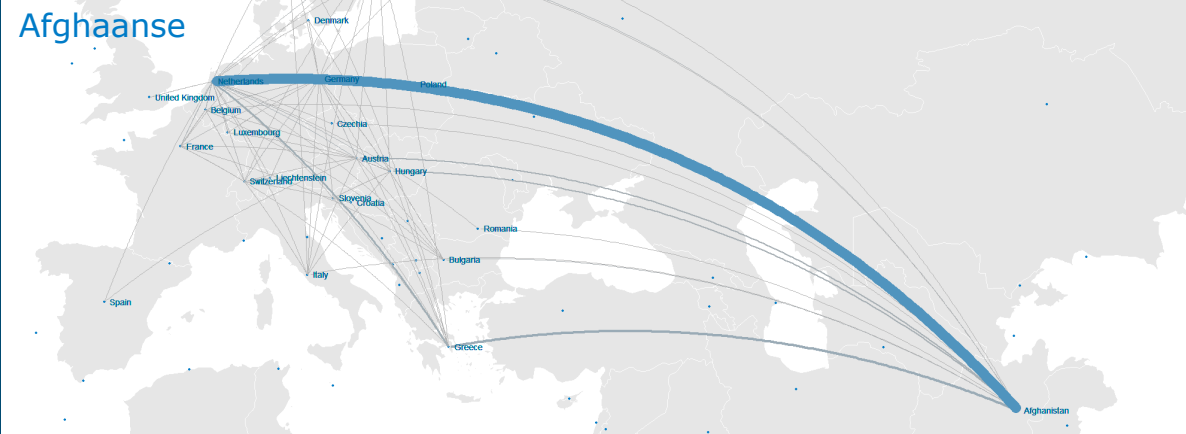 Afghaanse
Denmark
Netherlands
Germany
Poland
United Kingdom
Belgium
Czechia
Luxembourg
France
Austria
Hungary
Switzerland
Liechtenstein
Slovenia
Croatia
Romania
Bulgaria
Italy
Spain
Greece
Afghanistan